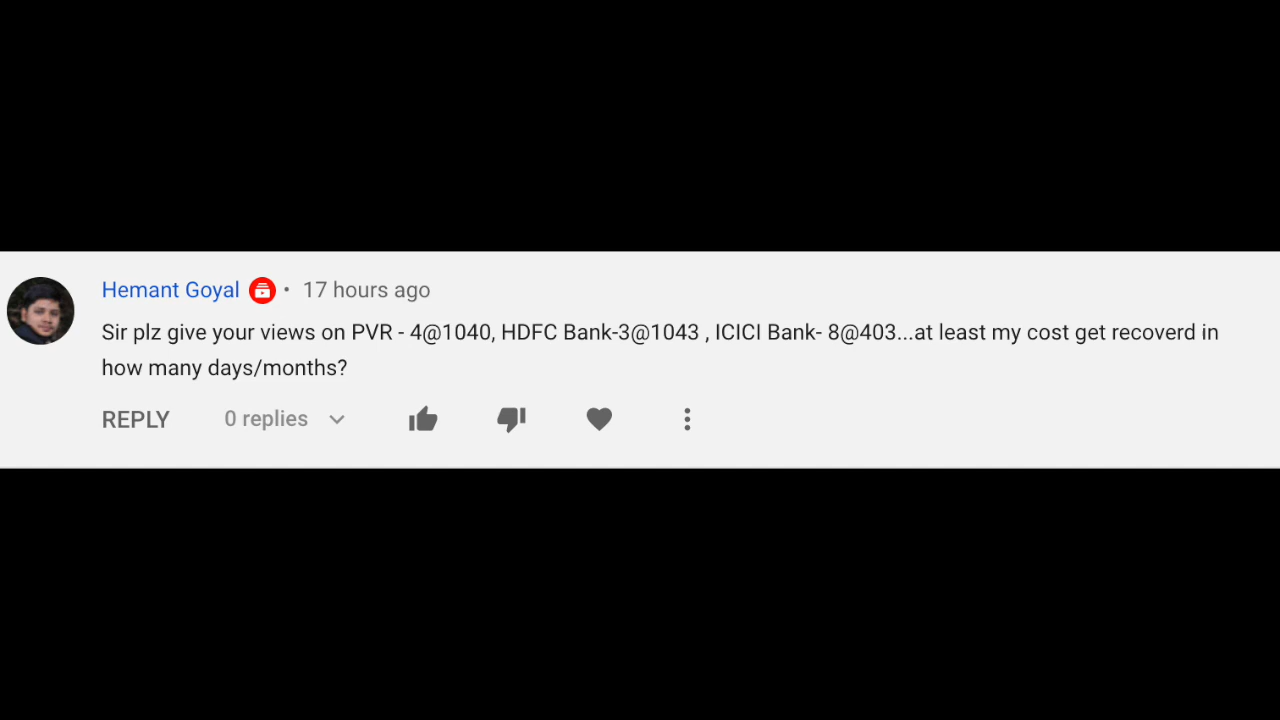 Hemant Goyal • 17 hours ago
Sir plz give your views on PVR - 4@1040, HDFC Bank-3@1043 , ICICI Bank- 8@403...at least my cost get recoverd in
how many days/months?
REPLY 0 replies